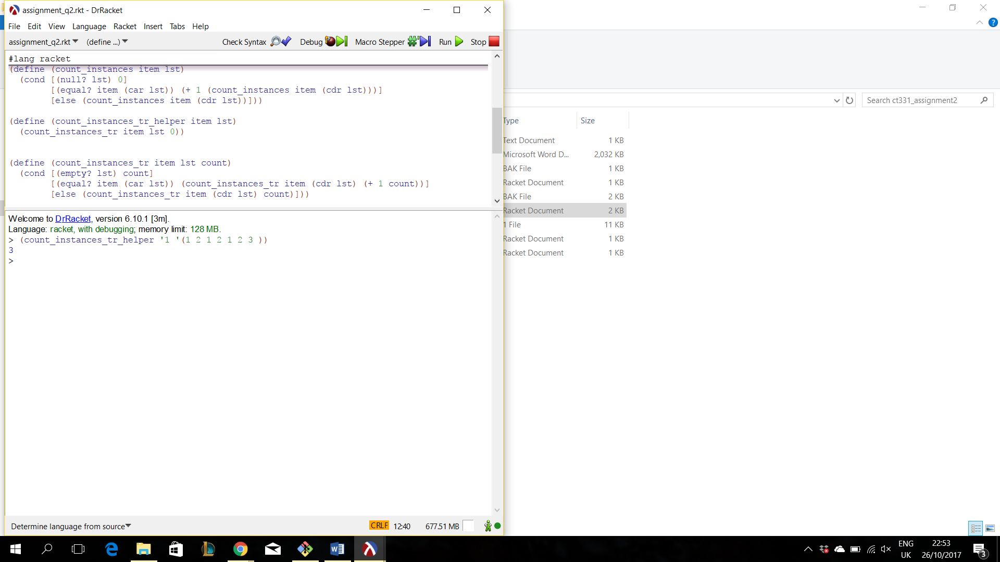 assignment_q2.rkt - DrRacket
File Edit View Language Racket Insert Tabs Help
assignment_q2.rkt (define ...) Check Syntax Debug Macro Stepper Run Stop
#lang racket
(define (count_instances item lst)
  (cond [(null? lst) 0]
        [(equal? item (car lst)) (+ 1 (count_instances item (cdr lst)))]
        [else (count_instances item (cdr lst))]))
(define (count_instances_tr_helper item lst)
  (count_instances_tr item lst 0))
(define (count_instances_tr item lst count)
  (cond [(empty? lst) count]
        [(equal? item (car lst)) (count_instances_tr item (cdr lst) (+ 1 count))]
        [else (count_instances_tr item (cdr lst) count)]))
Welcome to DrRacket, version 6.10.1 [3m].
Language: racket, with debugging; memory limit: 128 MB.
> (count_instances_tr_helper '1 '(1 2 1 2 1 2 3 ))
3
>
Determine language from source CRLF 12:40 677.51 MB
Search ct331_assignment2
Type Size
Text Document 1 KB
Microsoft Word D... 2,032 KB
BAK File 1 KB
Racket Document 1 KB
BAK File 2 KB
Racket Document 2 KB
1 File 11 KB
Racket Document 1 KB
Racket Document 1 KB
ENG
UK
22:53
26/10/2017
3